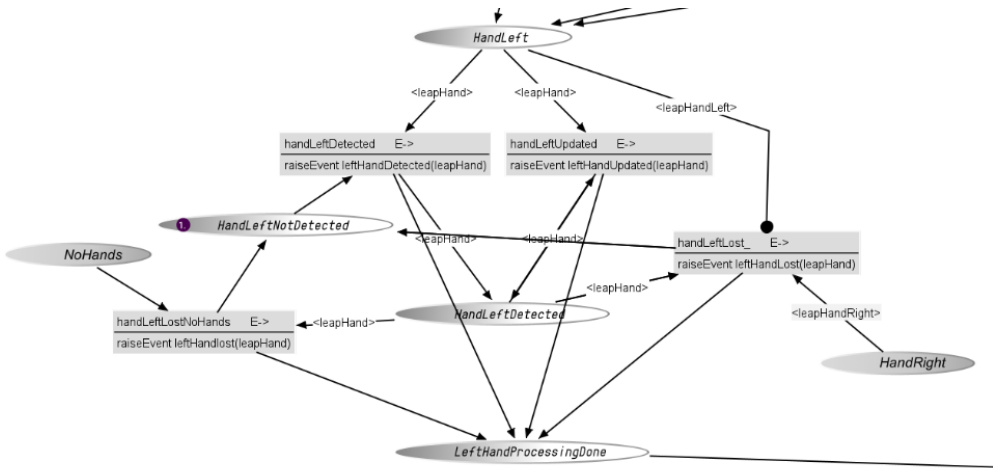 HandLeft
<leapHand>
<leapHand>
<leapHandLeft>
handLeftDetected E->
raiseEvent leftHandDetected(leapHand)
handLeftUpdated E->
raiseEvent leftHandUpdated(leapHand)
1.
HandLeftNotDetected
<leapHand>
<leapHand>
handLeftLost_ E->
raiseEvent leftHandLost(leapHand)
NoHands
<leapHand>
handLeftLostNoHands E->
raiseEvent leftHandlost(leapHand)
<leapHand>
HandLeftDetected
<leapHandRight>
HandRight
LeftHandProcessingDone